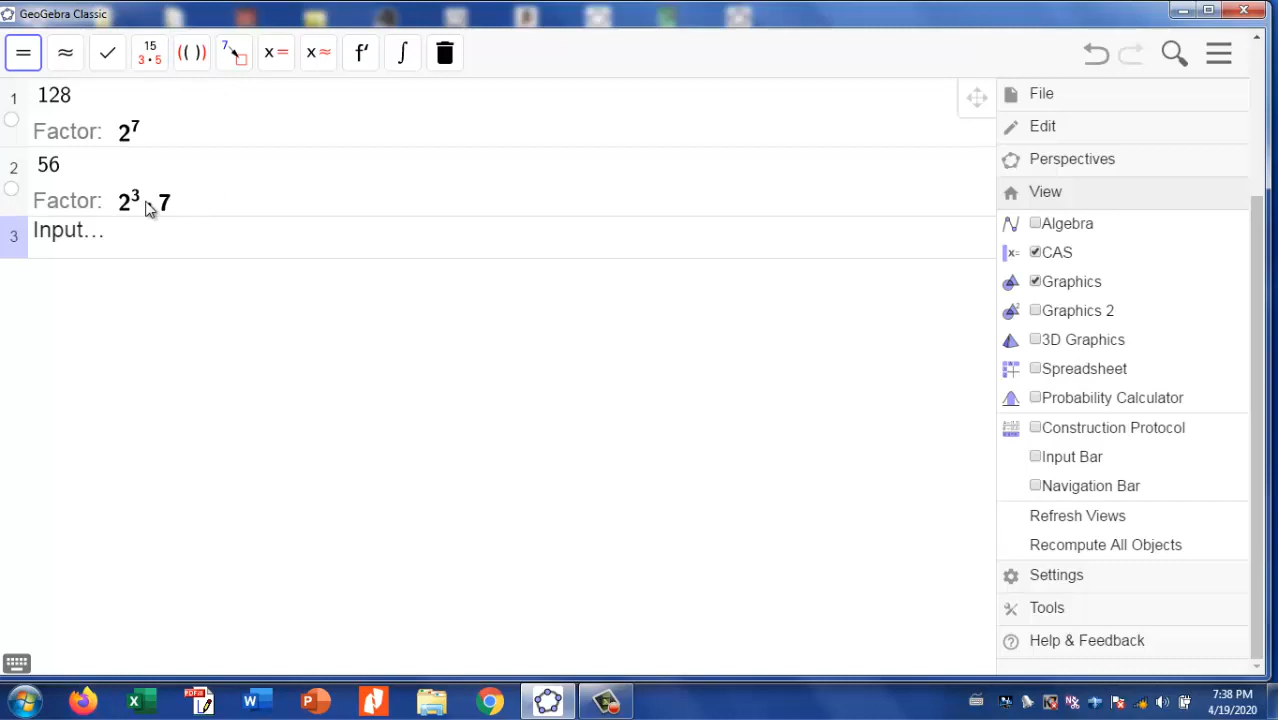 GeoGebra Classic
= ≈ ✓ 15 3 • 5 (( )) 7 x= x≈ f‘ ∫
1 128
Factor: 2⁷
2 56
Factor: 2³ · 7
3 Input…
File
Edit
Perspectives
View
Algebra
x= CAS
Graphics
2 Graphics 2
3D Graphics
Spreadsheet
Probability Calculator
Construction Protocol
Input Bar
Navigation Bar
Refresh Views
Recompute All Objects
Settings
Tools
? Help & Feedback
7:38 PM
4/19/2020